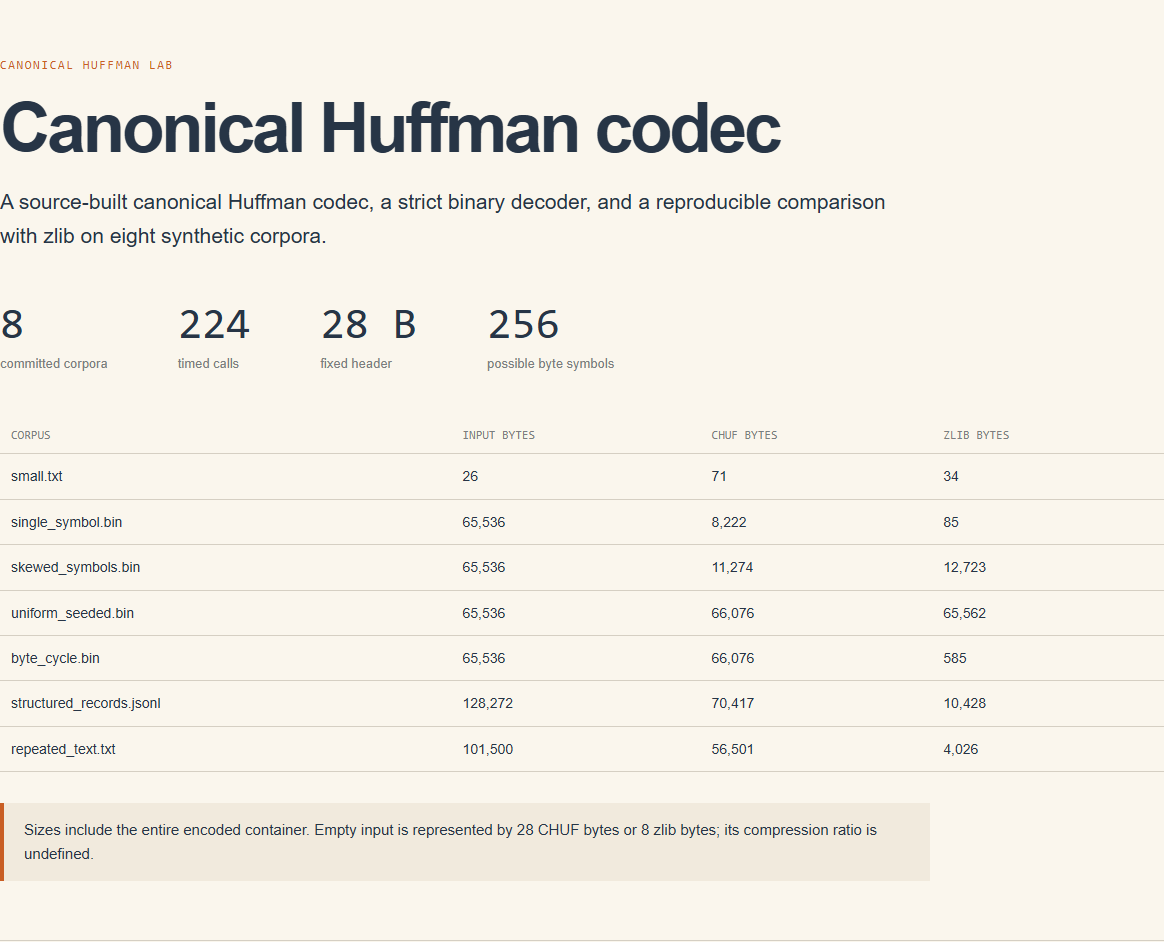 CANONICAL HUFFMAN LAB
Canonical Huffman codec
A source-built canonical Huffman codec, a strict binary decoder, and a reproducible comparison
with zlib on eight synthetic corpora.
8 224 28 B 256
committed corpora timed calls fixed header possible byte symbols
CORPUS INPUT BYTES CHUF BYTES ZLIB BYTES
small.txt 26 71 34
single_symbol.bin 65,536 8,222 85
skewed_symbols.bin 65,536 11,274 12,723
uniform_seeded.bin 65,536 66,076 65,562
byte_cycle.bin 65,536 66,076 585
structured_records.jsonl 128,272 70,417 10,428
repeated_text.txt 101,500 56,501 4,026
Sizes include the entire encoded container. Empty input is represented by 28 CHUF bytes or 8 zlib bytes; its compression ratio is
undefined.